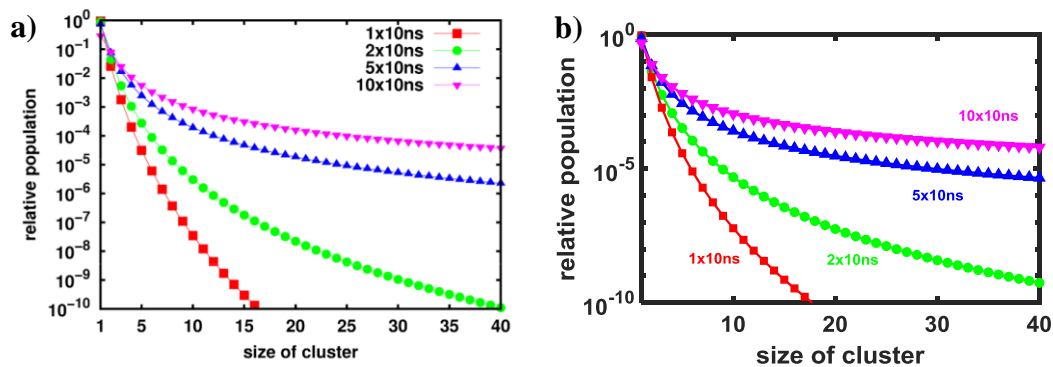 a)
relative population
10^0
10^-1
10^-2
10^-3
10^-4
10^-5
10^-6
10^-7
10^-8
10^-9
10^-10
1x10ns
2x10ns
5x10ns
10x10ns
1 5 10 15 20 25 30 35 40
size of cluster
b)
relative population
10^0
10^-5
10^-10
10x10ns
5x10ns
2x10ns
1x10ns
10 20 30 40
size of cluster